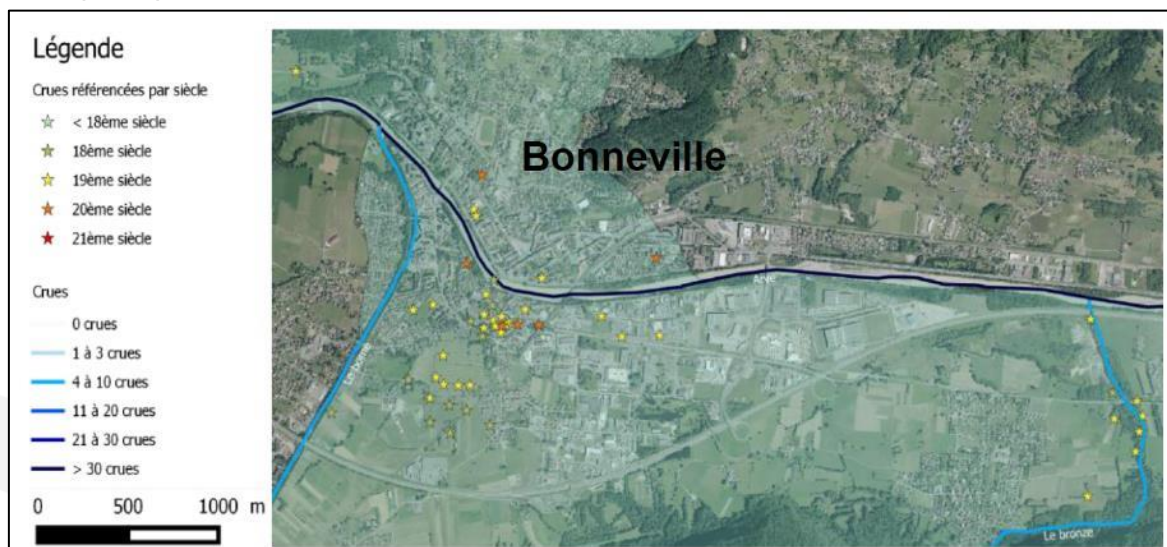 Légende
Crues référencées par siècle
< 18ème siècle
18ème siècle
19ème siècle
20ème siècle
21ème siècle
Crues
0 crues
1 à 3 crues
4 à 10 crues
11 à 20 crues
21 à 30 crues
> 30 crues
0 500 1000 m
Bonneville
Le borne
Le bronze